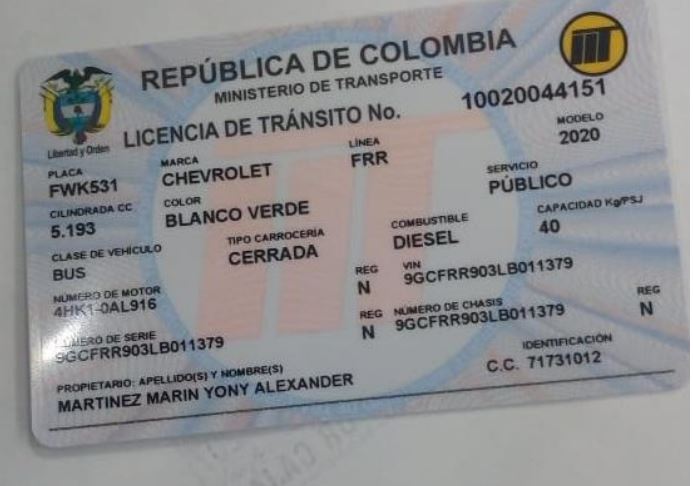 REPÚBLICA DE COLOMBIA
MINISTERIO DE TRANSPORTE
Libertad y Orden
LICENCIA DE TRÁNSITO No. 10020044151
PLACA MARCA LÍNEA MODELO
FWK531 CHEVROLET FRR 2020
CILINDRADA CC COLOR SERVICIO
5.193 BLANCO VERDE PÚBLICO
CLASE DE VEHÍCULO TIPO CARROCERÍA COMBUSTIBLE CAPACIDAD Kg/PSJ
BUS CERRADA DIESEL 40
NÚMERO DE MOTOR REG VIN
4HK1-0AL916 N 9GCFRR903LB011379
NÚMERO DE SERIE REG NÚMERO DE CHASIS REG
9GCFRR903LB011379 N 9GCFRR903LB011379 N
PROPIETARIO: APELLIDO(S) Y NOMBRE(S) IDENTIFICACIÓN
MARTINEZ MARIN YONY ALEXANDER C.C. 71731012